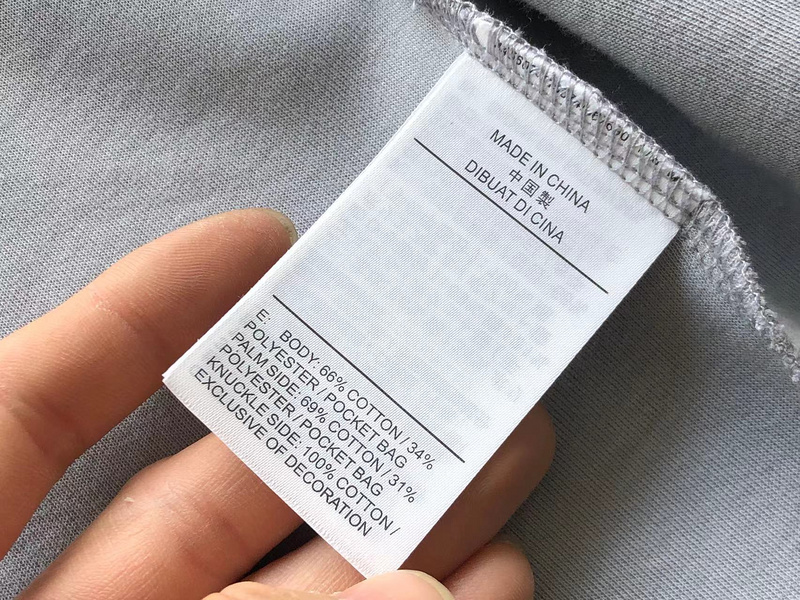 MADE IN CHINA
中国製
DIBUAT DI CINA
E: BODY: 66% COTTON / 34%
POLYESTER / POCKET BAG
PALM SIDE: 69% COTTON / 31%
POLYESTER / POCKET BAG
KNUCKLE SIDE: 100% COTTON /
EXCLUSIVE OF DECORATION